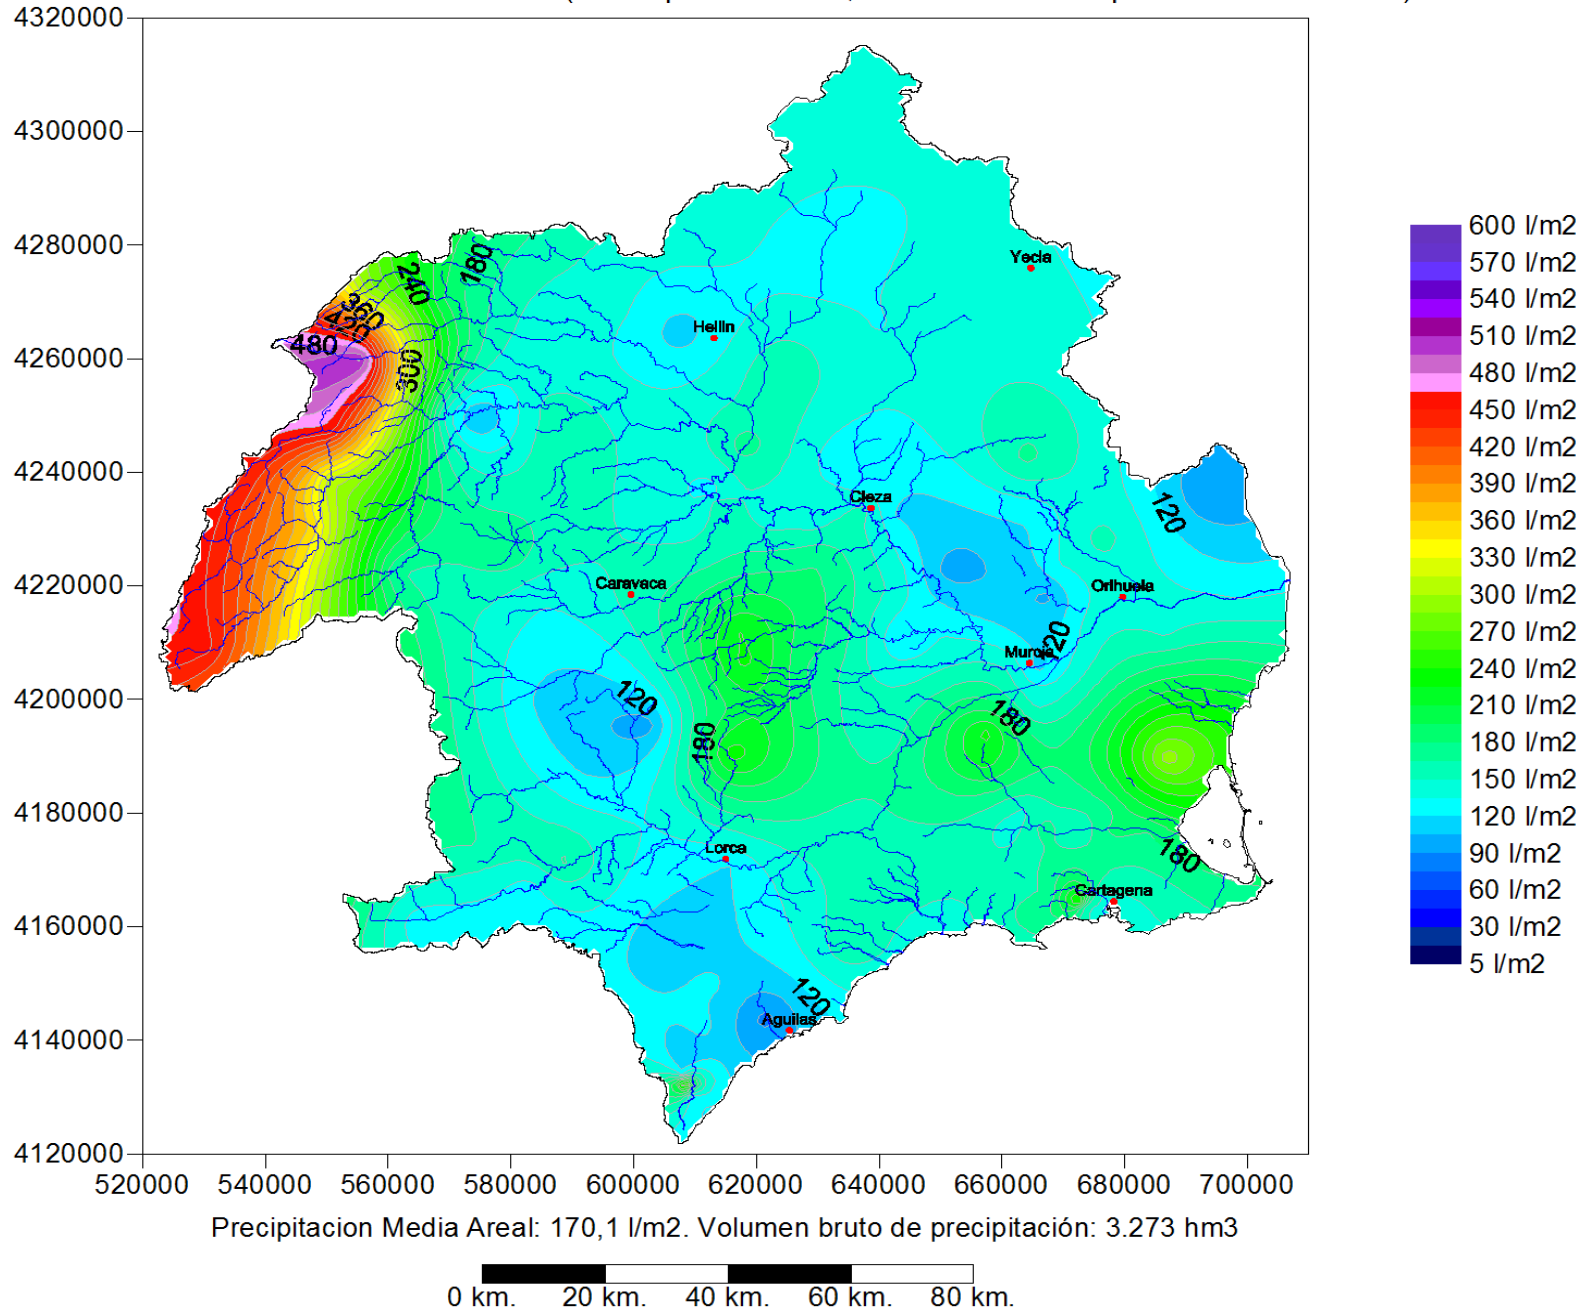 4320000
4300000
4280000
4260000
4240000
4220000
4200000
4180000
4160000
4140000
4120000
520000 540000 560000 580000 600000 620000 640000 660000 680000 700000
Yecla
Hellin
Cieza
Caravaca
Orihuela
Murcia
Lorca
Cartagena
Aguilas
180
240
360
420
480
300
120
120
120
180
180
180
120
600 l/m2
570 l/m2
540 l/m2
510 l/m2
480 l/m2
450 l/m2
420 l/m2
390 l/m2
360 l/m2
330 l/m2
300 l/m2
270 l/m2
240 l/m2
210 l/m2
180 l/m2
150 l/m2
120 l/m2
90 l/m2
60 l/m2
30 l/m2
5 l/m2
Precipitacion Media Areal: 170,1 l/m2. Volumen bruto de precipitación: 3.273 hm3
0 km. 20 km. 40 km. 60 km. 80 km.